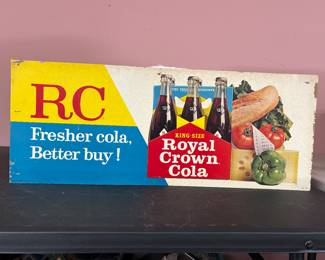 RC
Fresher cola,
Better buy!
KING-SIZE
Royal
Crown
Cola